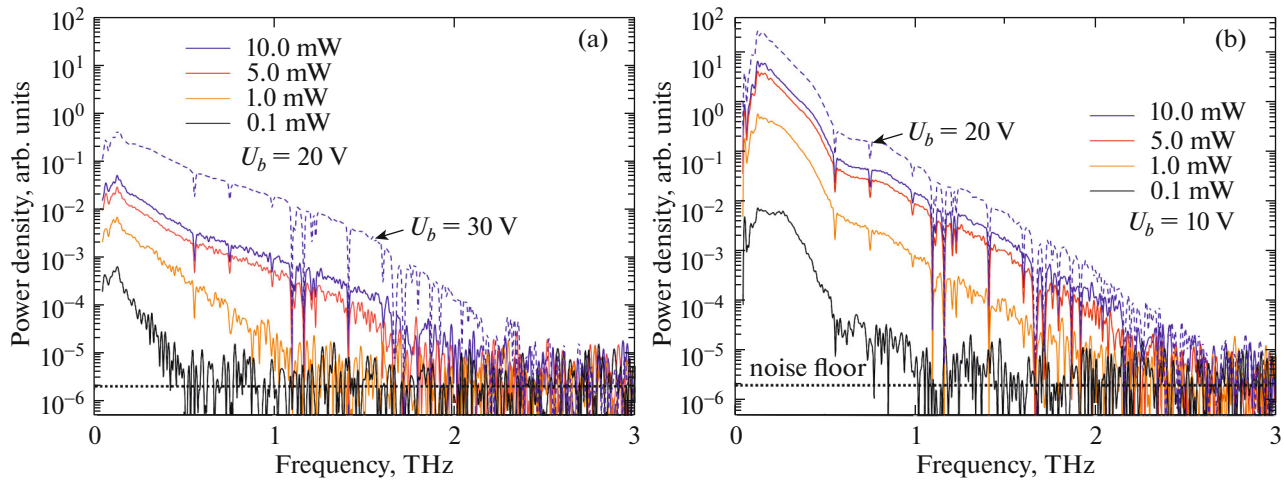 (a)
10.0 mW
5.0 mW
1.0 mW
0.1 mW
U_b = 20 V
U_b = 30 V
10^2
10^1
10^0
10^-1
10^-2
10^-3
10^-4
10^-5
10^-6
Power density, arb. units
0 1 2 3
Frequency, THz
(b)
U_b = 20 V
10.0 mW
5.0 mW
1.0 mW
0.1 mW
U_b = 10 V
noise floor
10^2
10^1
10^0
10^-1
10^-2
10^-3
10^-4
10^-5
10^-6
Power density, arb. units
0 1 2 3
Frequency, THz